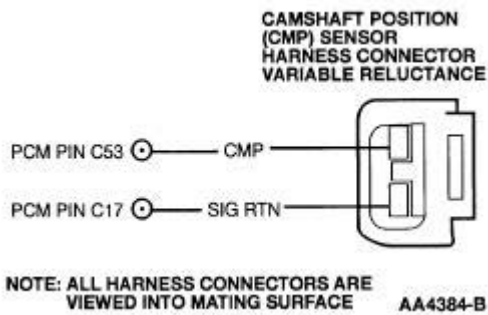 CAMSHAFT POSITION
(CMP) SENSOR
HARNESS CONNECTOR
VARIABLE RELUCTANCE
PCM PIN C53 CMP
PCM PIN C17 SIG RTN
NOTE: ALL HARNESS CONNECTORS ARE
VIEWED INTO MATING SURFACE AA4384-B